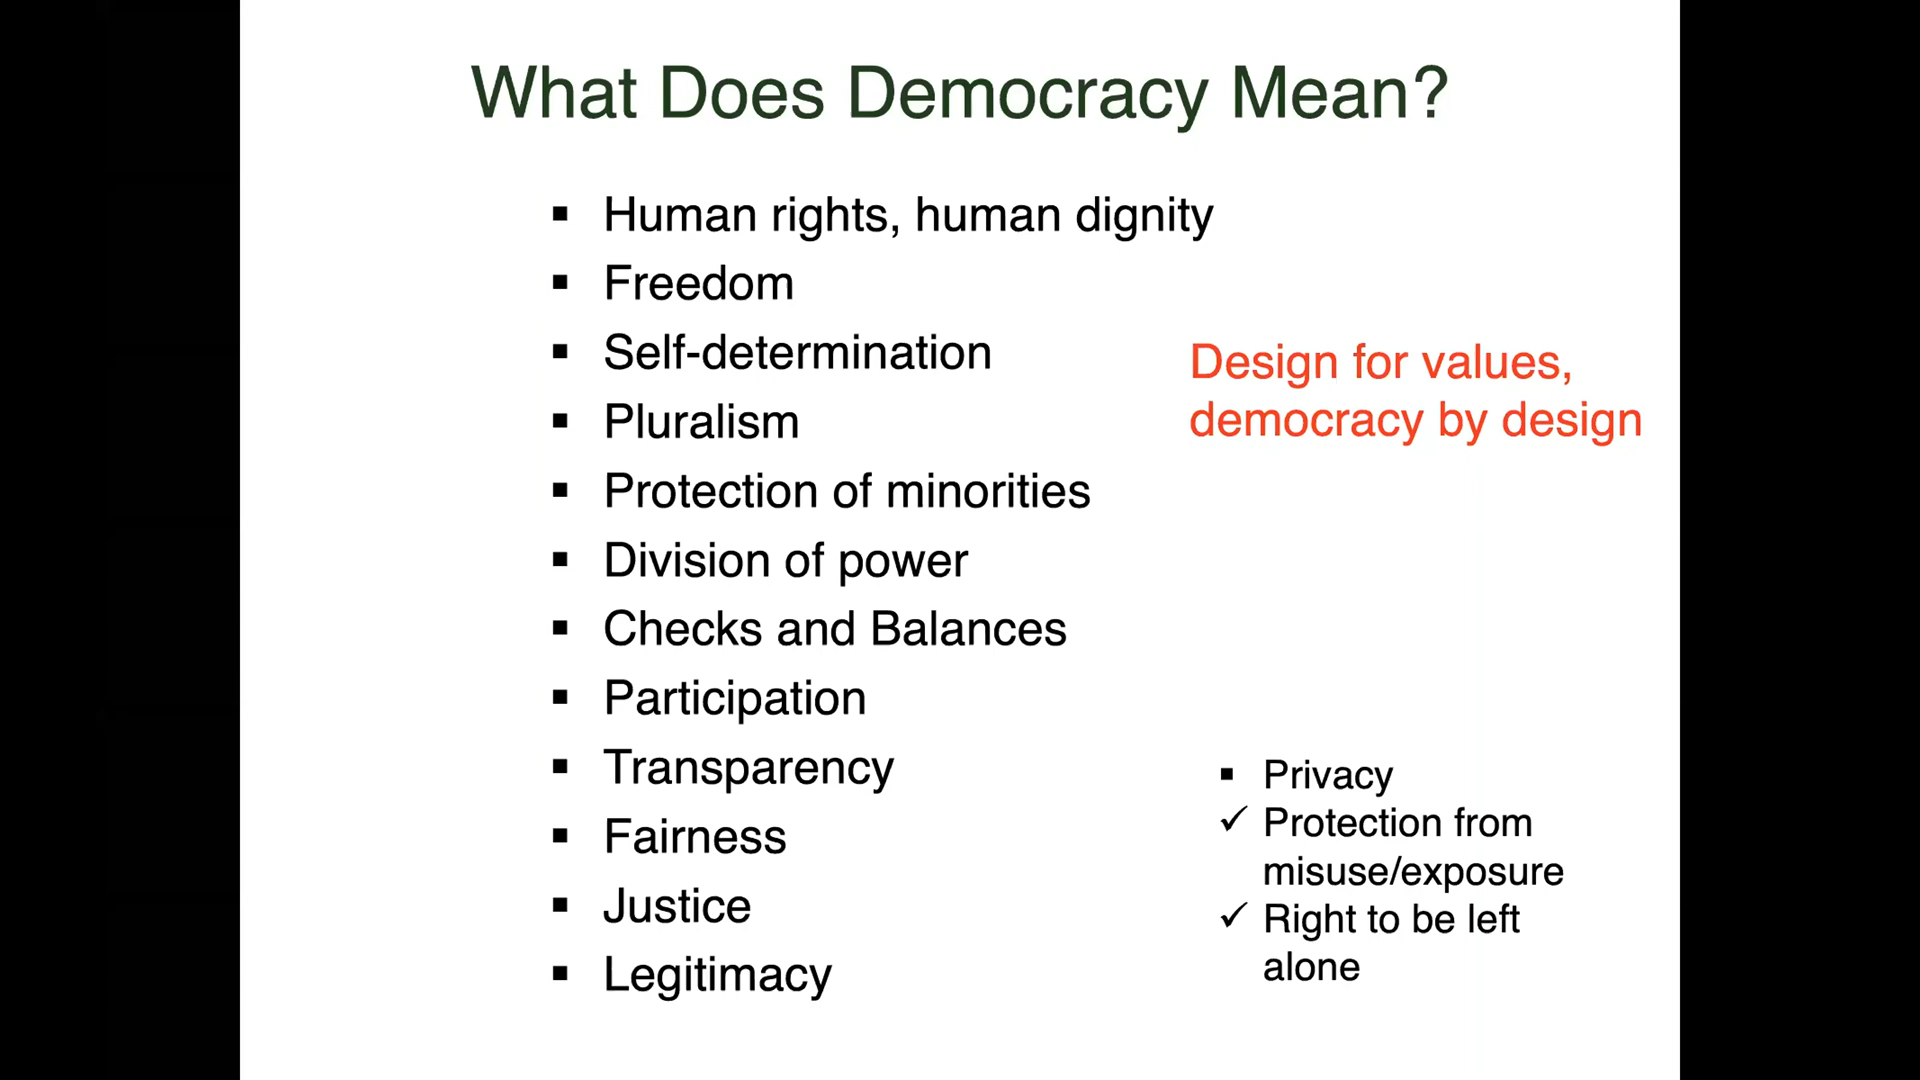 What Does Democracy Mean?
▪ Human rights, human dignity
▪ Freedom
▪ Self-determination
▪ Pluralism
▪ Protection of minorities
▪ Division of power
▪ Checks and Balances
▪ Participation
▪ Transparency
▪ Fairness
▪ Justice
▪ Legitimacy
Design for values,
democracy by design
▪ Privacy
✓ Protection from
misuse/exposure
✓ Right to be left
alone